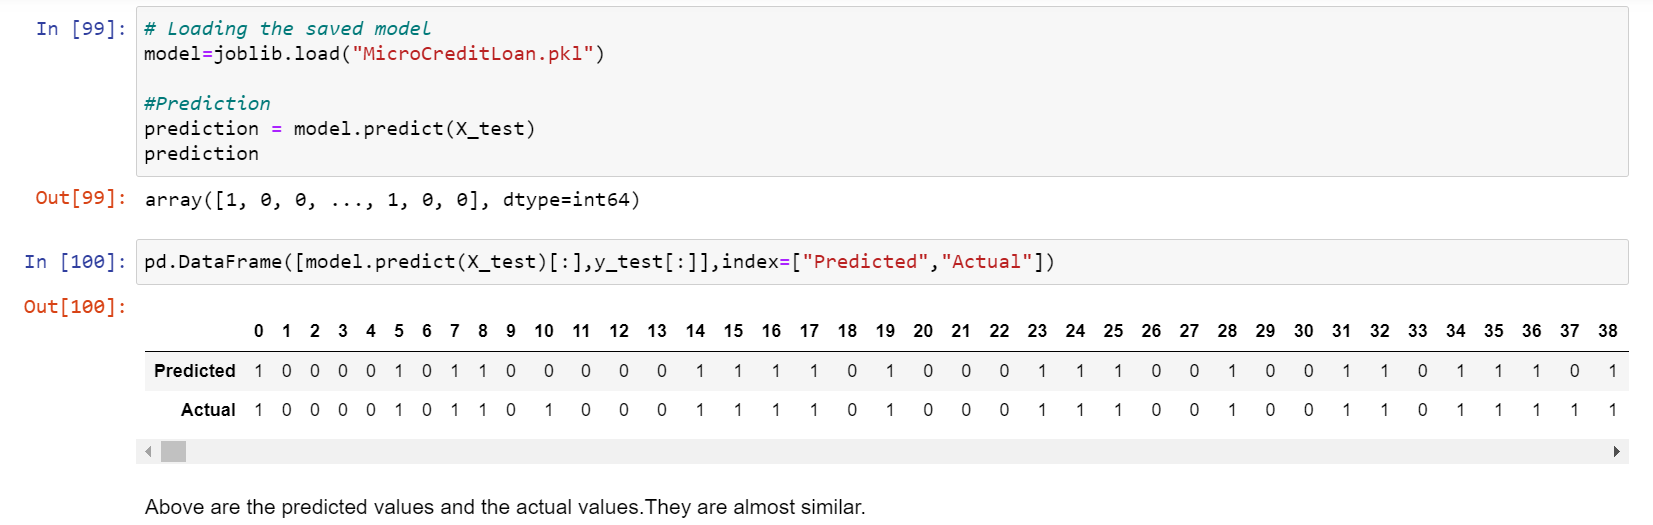 In [99]: # Loading the saved model
model=joblib.load("MicroCreditLoan.pkl")
#Prediction
prediction = model.predict(X_test)
prediction
Out[99]: array([1, 0, 0, ..., 1, 0, 0], dtype=int64)
In [100]: pd.DataFrame([model.predict(X_test)[:],y_test[:]],index=["Predicted","Actual"])
Out[100]:
0 1 2 3 4 5 6 7 8 9 10 11 12 13 14 15 16 17 18 19 20 21 22 23 24 25 26 27 28 29 30 31 32 33 34 35 36 37 38
Predicted 1 0 0 0 0 1 0 1 1 0 0 0 0 0 1 1 1 1 0 1 0 0 0 1 1 1 0 0 1 0 0 1 1 0 1 1 1 0 1
Actual 1 0 0 0 0 1 0 1 1 0 1 0 0 0 1 1 1 1 0 1 0 0 0 1 1 1 0 0 1 0 0 1 1 0 1 1 1 1 1
Above are the predicted values and the actual values.They are almost similar.